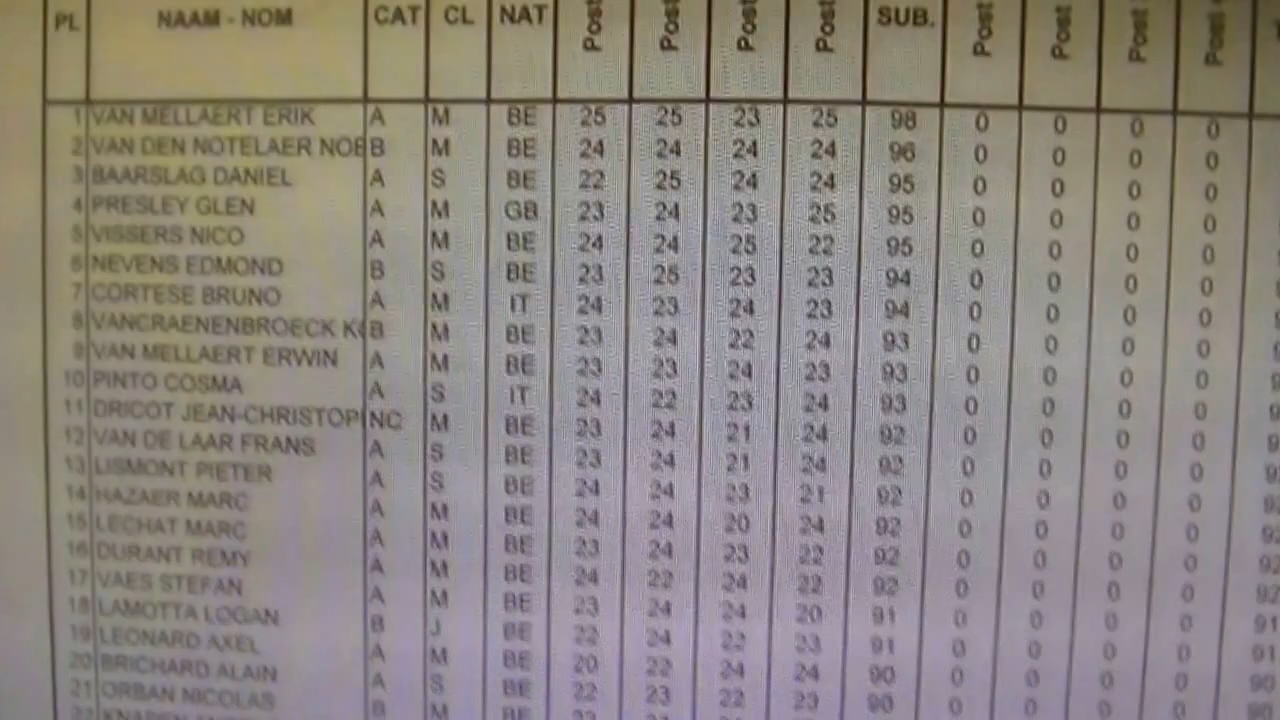 PL NAAM - NOM CAT CL NAT Post Post Post Post SUB. Post Post Post Post
1 VAN MELLAERT ERIK A M BE 25 25 23 25 98 0 0 0 0
2 VAN DEN NOTELAER NOE B M BE 24 24 24 24 96 0 0 0 0
3 BAARSLAG DANIEL A S BE 22 25 24 24 95 0 0 0 0
4 PRESLEY GLEN A M GB 23 24 23 25 95 0 0 0 0
5 VISSERS NICO A M BE 24 24 25 22 95 0 0 0 0
6 NEVENS EDMOND B S BE 23 25 23 23 94 0 0 0 0
7 CORTESE BRUNO A M IT 24 23 24 23 94 0 0 0 0
8 VANCRAENENBROECK K B M BE 23 24 22 24 93 0 0 0 0
9 VAN MELLAERT ERWIN A M BE 23 23 24 23 93 0 0 0 0
10 PINTO COSMA A S IT 24 22 23 24 93 0 0 0 0
11 DRICOT JEAN-CHRISTOP NC M BE 23 24 21 24 92 0 0 0 0
12 VAN DE LAAR FRANS A S BE 23 24 21 24 92 0 0 0 0
13 LISMONT PIETER A S BE 24 24 23 21 92 0 0 0 0
14 HAZAER MARC A M BE 24 24 20 24 92 0 0 0 0
15 LECHAT MARC A M BE 23 24 23 22 92 0 0 0 0 92
16 DURANT REMY A M BE 24 22 24 22 92 0 0 0 0 92
17 VAES STEFAN A M BE 23 24 24 20 91 0 0 0 0 91
18 LAMOTTA LOGAN B J BE 22 24 22 23 91 0 0 0 0 91
19 LEONARD AXEL A M BE 20 22 24 24 90 0 0 0 0 90
20 BRICHARD ALAIN A S BE 22 23 22 23 90 0 0 0 0 90
21 ORBAN NICOLAS B M BE